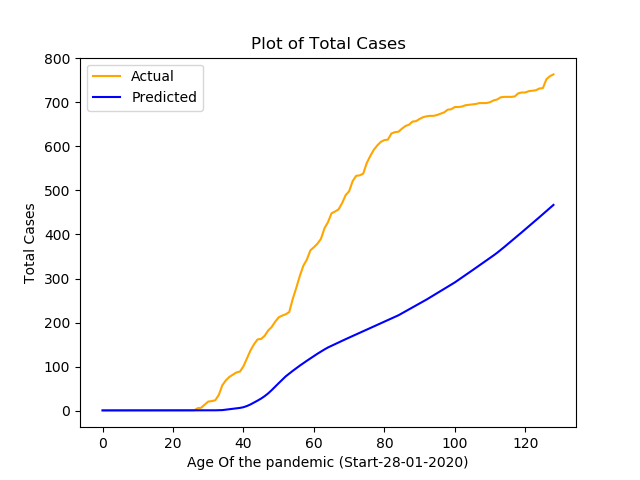 Plot of Total Cases
Actual
Predicted
Total Cases
800
700
600
500
400
300
200
100
0
0 20 40 60 80 100 120
Age Of the pandemic (Start-28-01-2020)